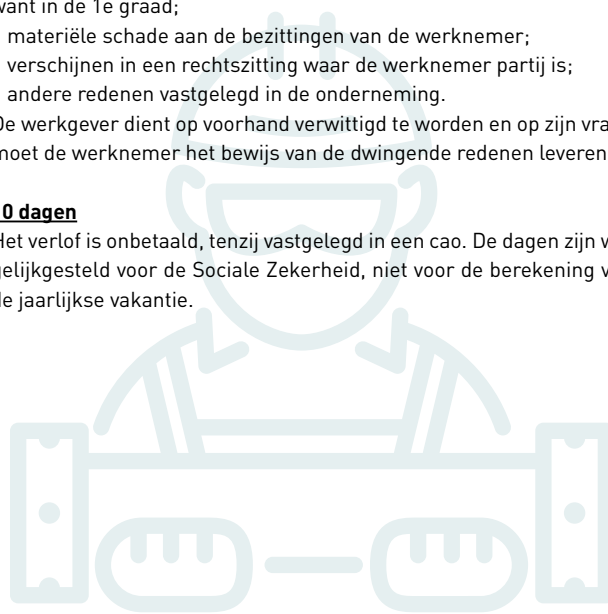 want in de 1e graad;
materiële schade aan de bezittingen van de werknemer;
verschijnen in een rechtszitting waar de werknemer partij is;
andere redenen vastgelegd in de onderneming.
De werkgever dient op voorhand verwittigd te worden en op zijn
moet de werknemer het bewijs van de dwingende redenen leveren
0 dagen
Het verlof is onbetaald, tenzij vastgelegd in een cao. De dagen zijn
gelijkgesteld voor de Sociale Zekerheid, niet voor de berekening
de jaarlijkse vakantie.